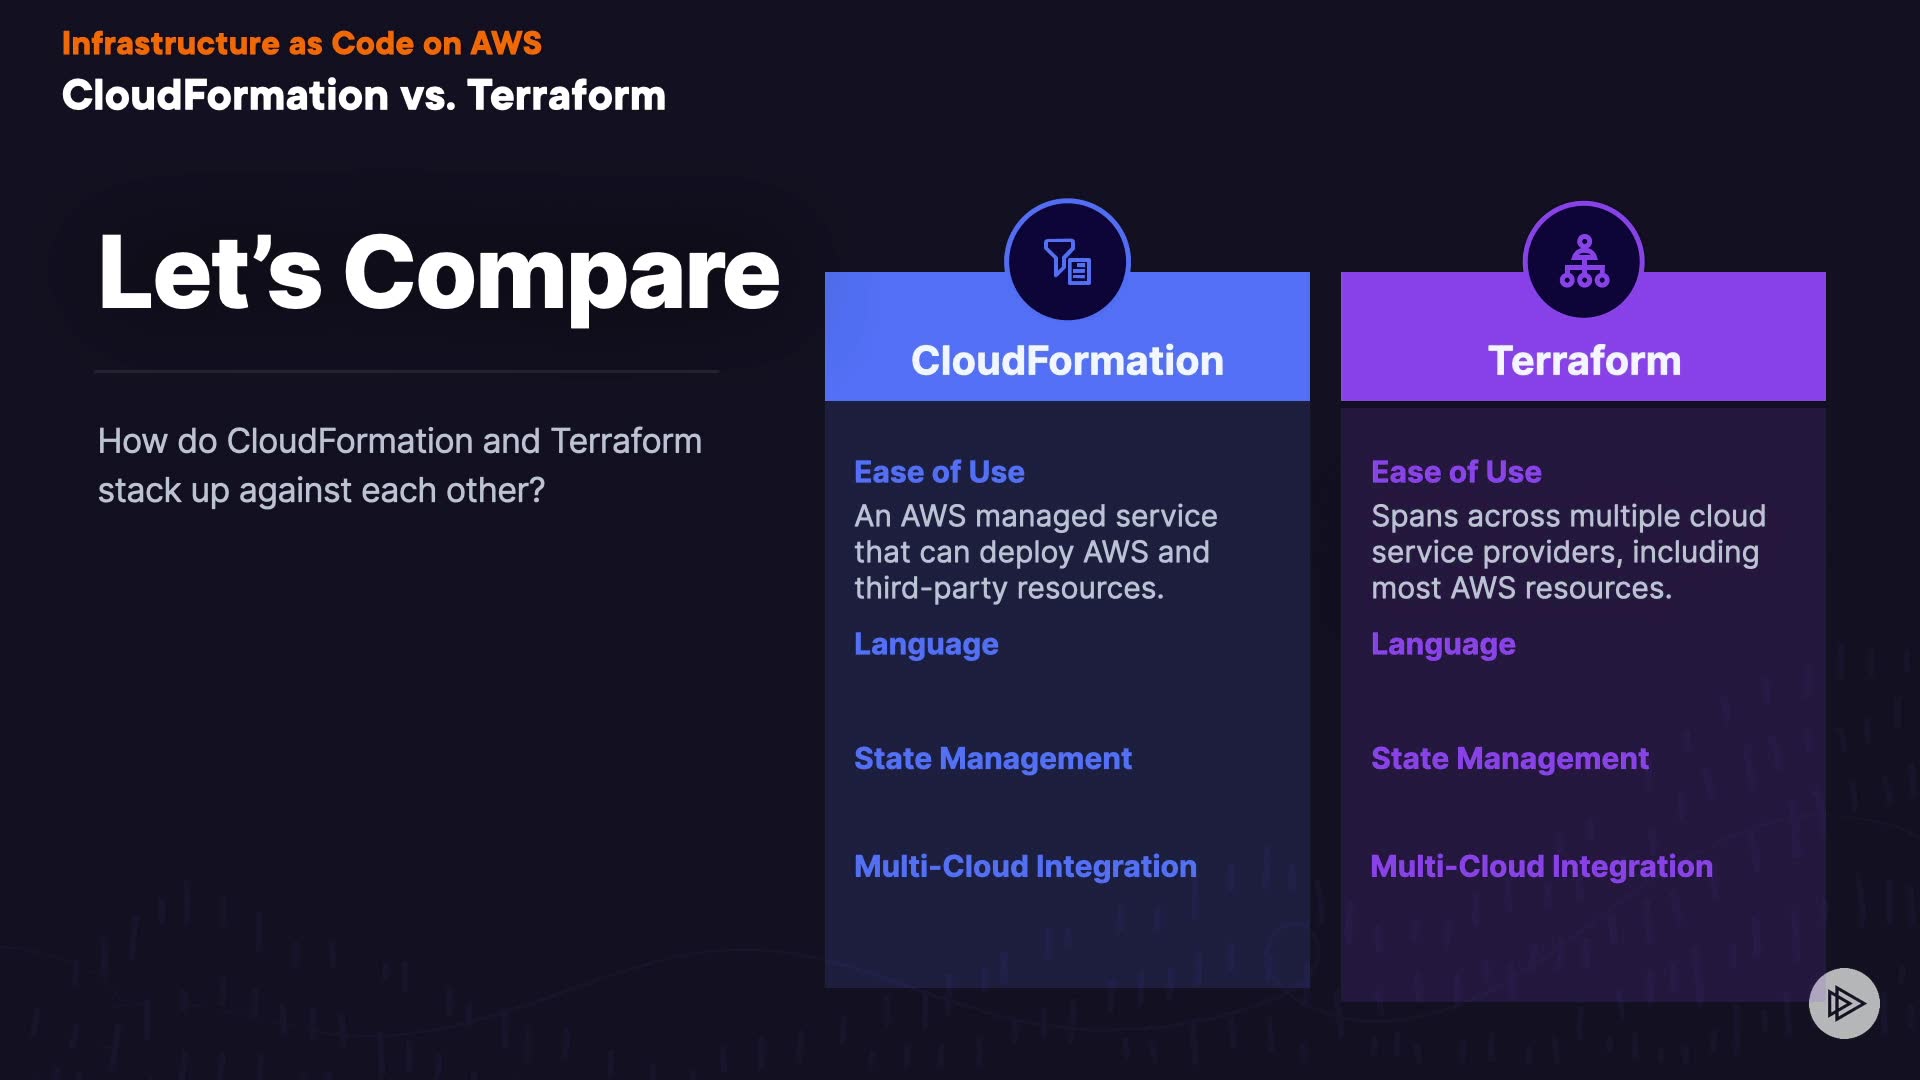 Infrastructure as Code on AWS
CloudFormation vs. Terraform
Let’s Compare
How do CloudFormation and Terraform
stack up against each other?
CloudFormation
Ease of Use
An AWS managed service
that can deploy AWS and
third-party resources.
Language
State Management
Multi-Cloud Integration
Terraform
Ease of Use
Spans across multiple cloud
service providers, including
most AWS resources.
Language
State Management
Multi-Cloud Integration